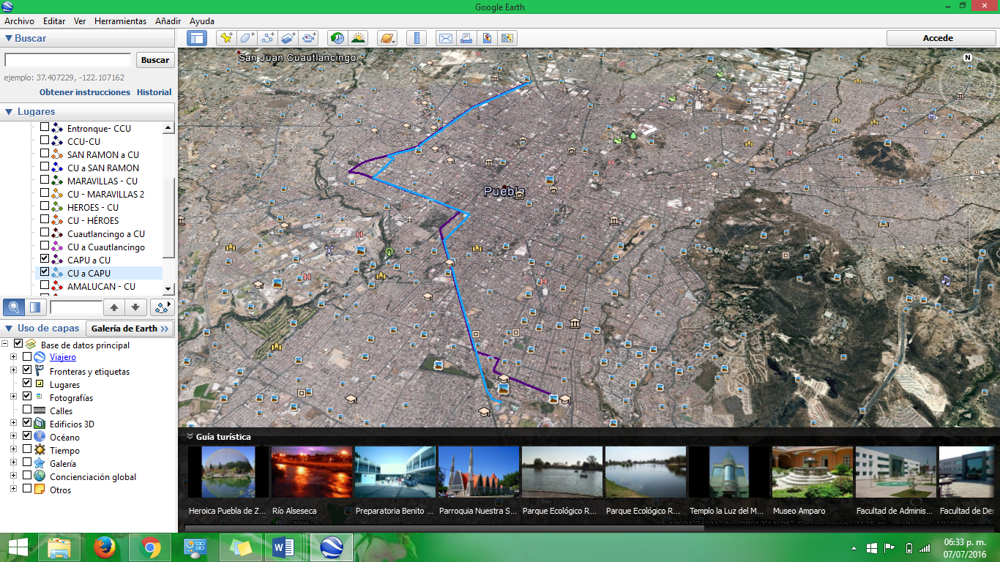 Google Earth
Archivo Editar Ver Herramientas Añadir Ayuda
Buscar
Buscar
ejemplo: 37.407229, -122.107162
Obtener instrucciones Historial
Lugares
Entronque- CCU
CCU-CU
SAN RAMON a CU
CU a SAN RAMON
MARAVILLAS - CU
CU - MARAVILLAS 2
HEROES - CU
CU - HÉROES
Cuautlancingo a CU
CU a Cuautlancingo
CAPU a CU
CU a CAPU
AMALUCAN - CU
Uso de capas Galería de Earth >>
Base de datos principal
Viajero
Fronteras y etiquetas
Lugares
Fotografías
Calles
Edificios 3D
Océano
Tiempo
Galería
Concienciación global
Otros
Accede
San Juan Cuautlancingo
N
Puebla
Guía turística
Heroica Puebla de Z... Río Alseseca Preparatoria Benito ... Parroquia Nuestra S... Parque Ecológico R... Parque Ecológico R... Templo la Luz del M... Museo Amparo Facultad de Adminis... Facultad de De
2005
06:33 p. m.
07/07/2016